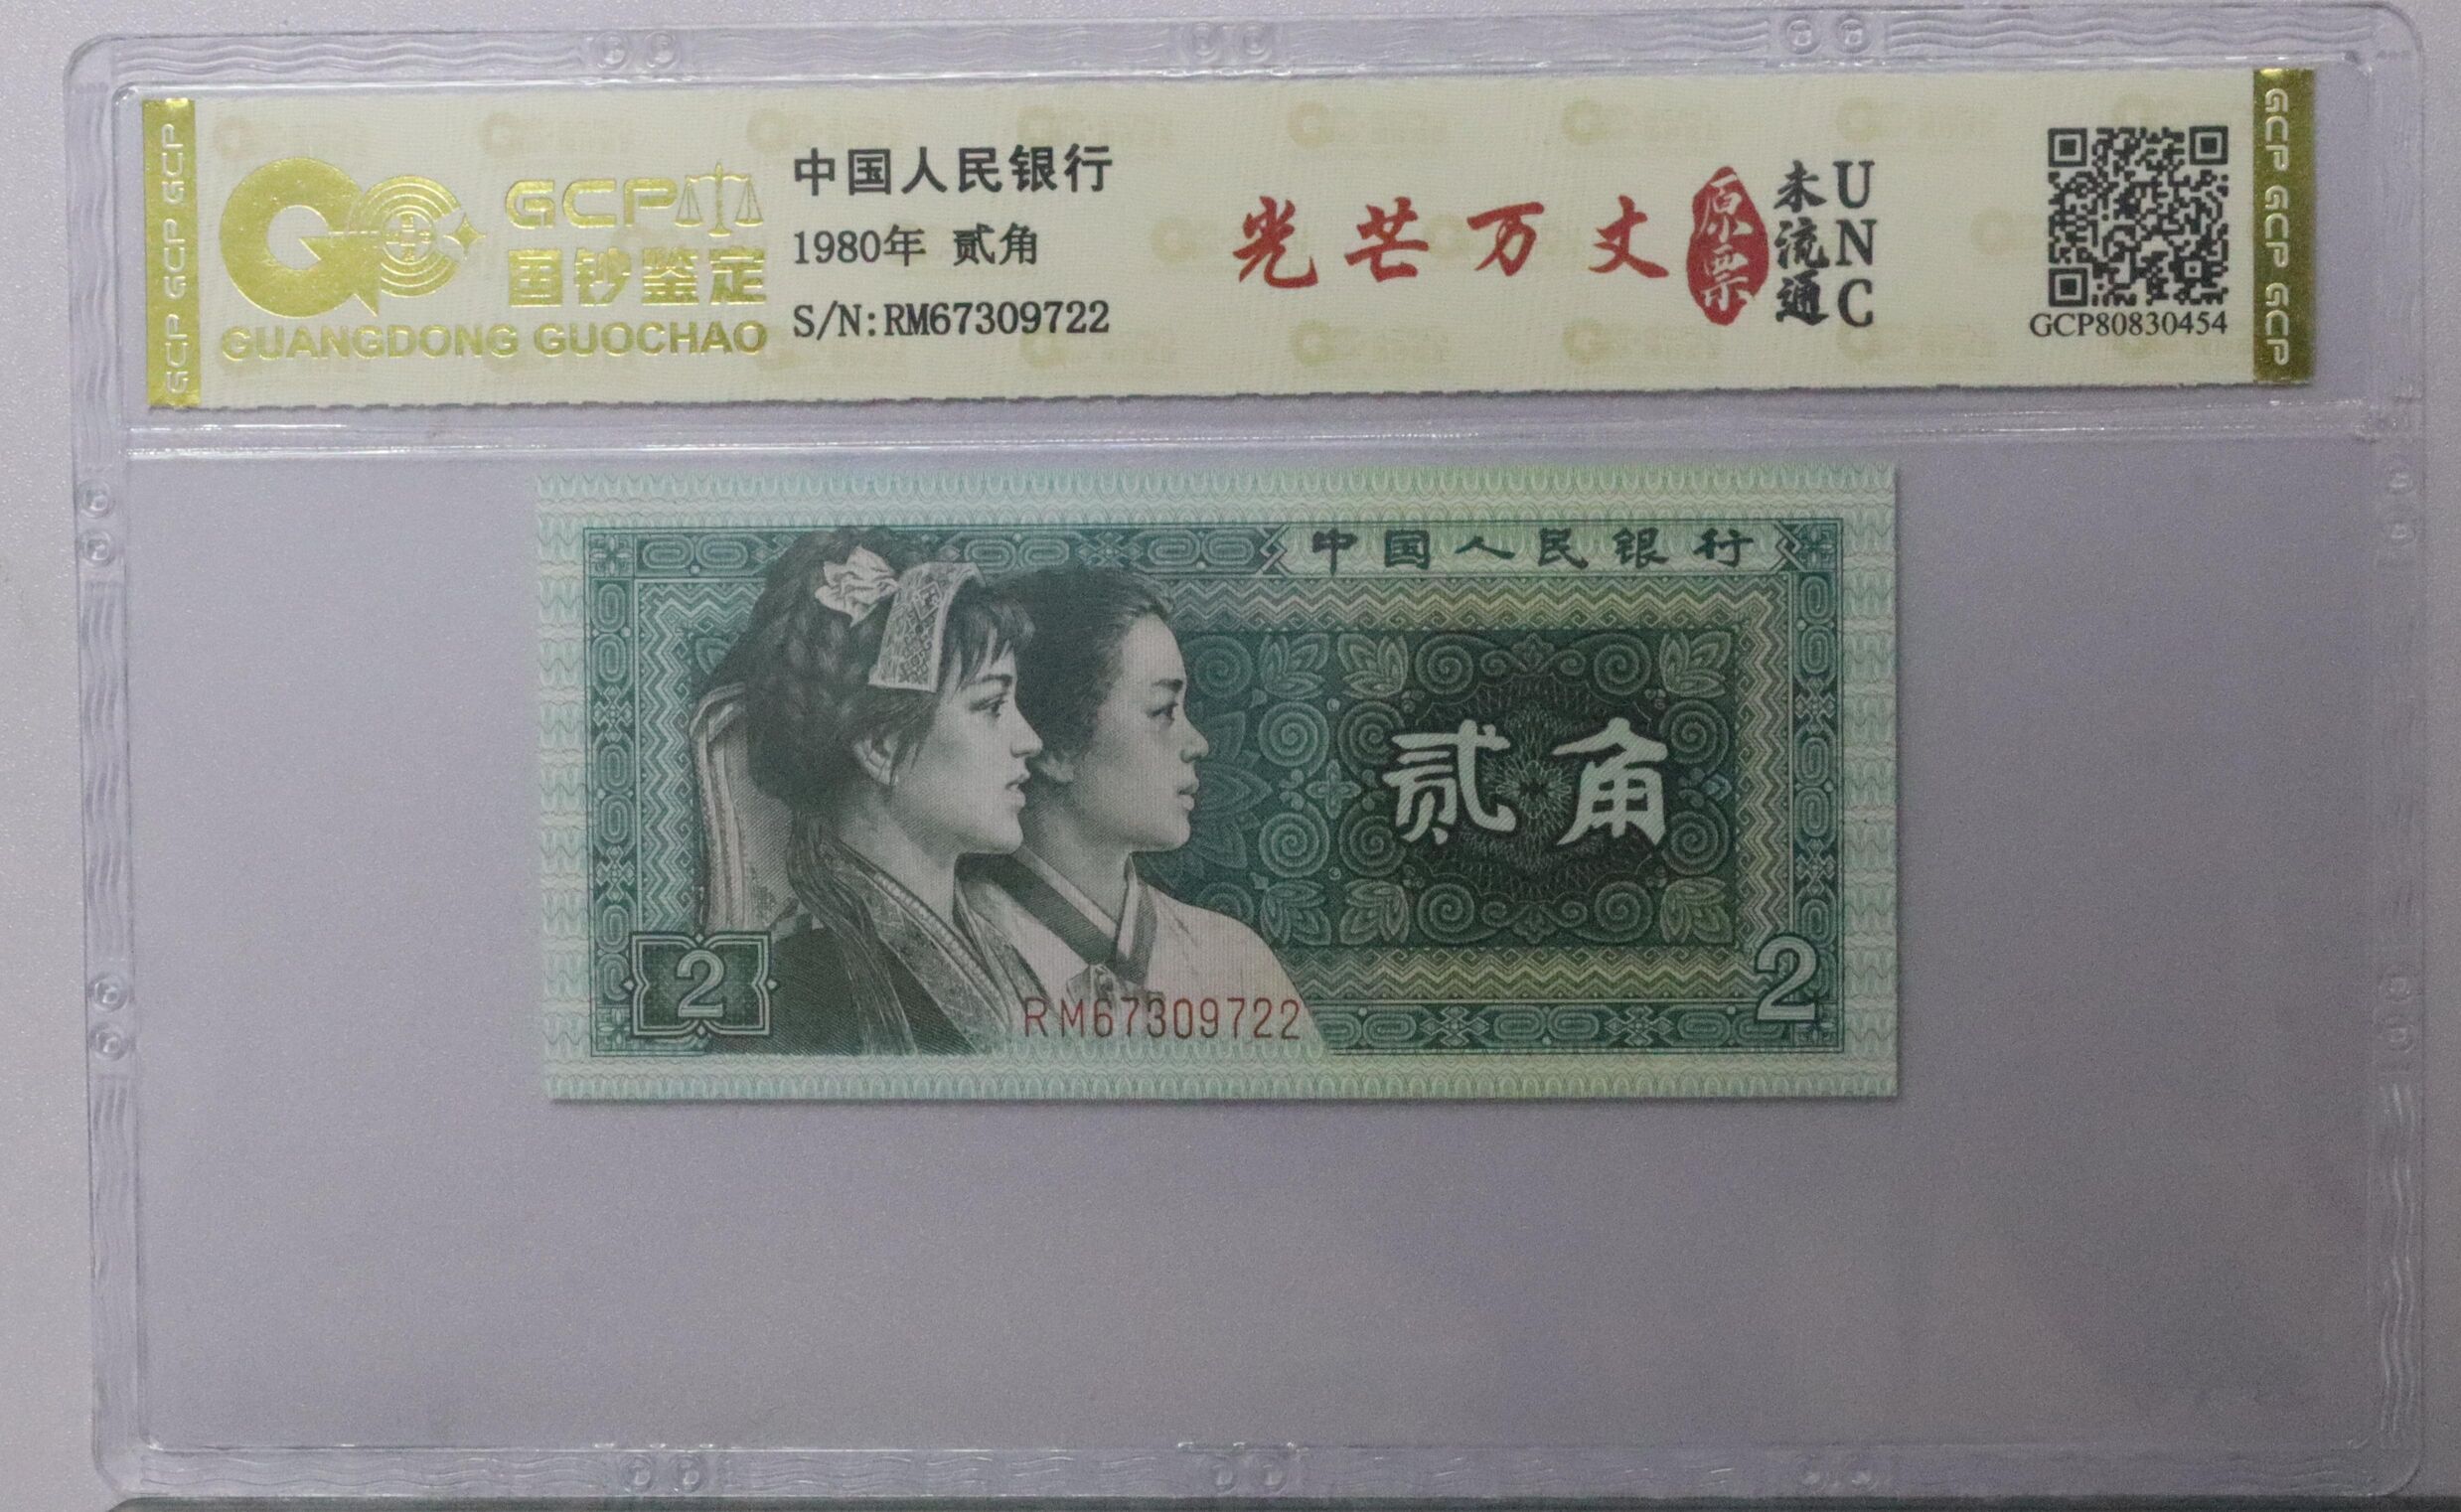 GCP GCP GCP
GCP
国钞鉴定
GUANGDONG GUOCHAO
中国人民银行
1980年 贰角
S/N:RM67309722
光芒万丈
原票
未流通
UNC
GCP80830454
GCP GCP GCP
中国人民银行
贰角
2
2
RM67309722